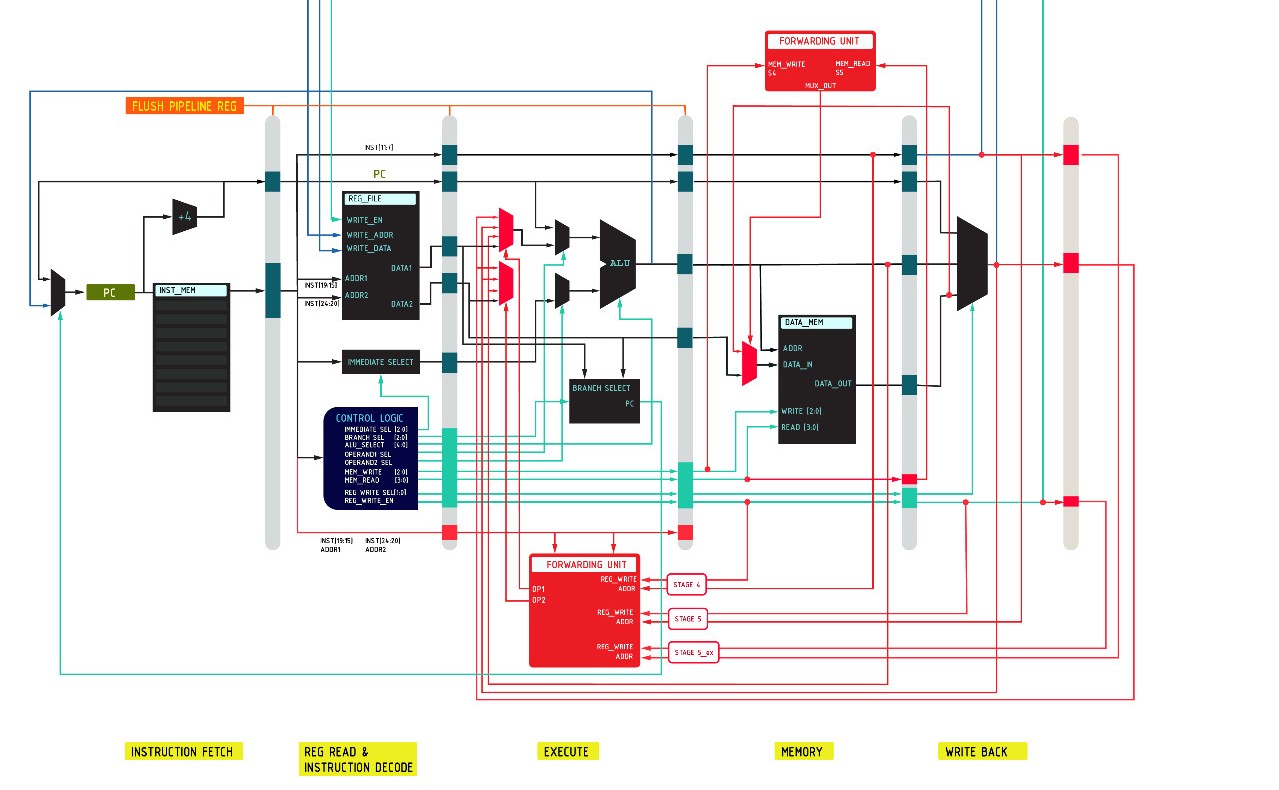 FORWARDING UNIT
MEM_WRITE
S4
MEM_READ
S5
MUX_OUT
FLUSH PIPELINE REG
INST[11:7]
PC
+4
REG_FILE
WRITE_EN
WRITE_ADDR
WRITE_DATA
DATA1
ADDR1
INST[19:15]
ADDR2
INST[24:20]
DATA2
ALU
PC
INST_MEM
IMMEDIATE SELECT
BRANCH SELECT
PC
DATA_MEM
ADDR
DATA_IN
DATA_OUT
WRITE [2:0]
READ [3:0]
CONTROL LOGIC
IMMEDIATE SEL [2:0]
BRANCH SEL [2:0]
ALU_SELECT [4:0]
OPERAND1 SEL
OPERAND2 SEL
MEM_WRITE [2:0]
MEM_READ [3:0]
REG WRITE SEL[1:0]
REG_WRITE_EN
INST[19:15] INST[24:20]
ADDR1 ADDR2
FORWARDING UNIT
OP1
OP2
REG_WRITE
ADDR
STAGE 4
REG_WRITE
ADDR
STAGE 5
REG_WRITE
ADDR
STAGE 5_ex
INSTRUCTION FETCH
REG READ &
INSTRUCTION DECODE
EXECUTE
MEMORY
WRITE BACK